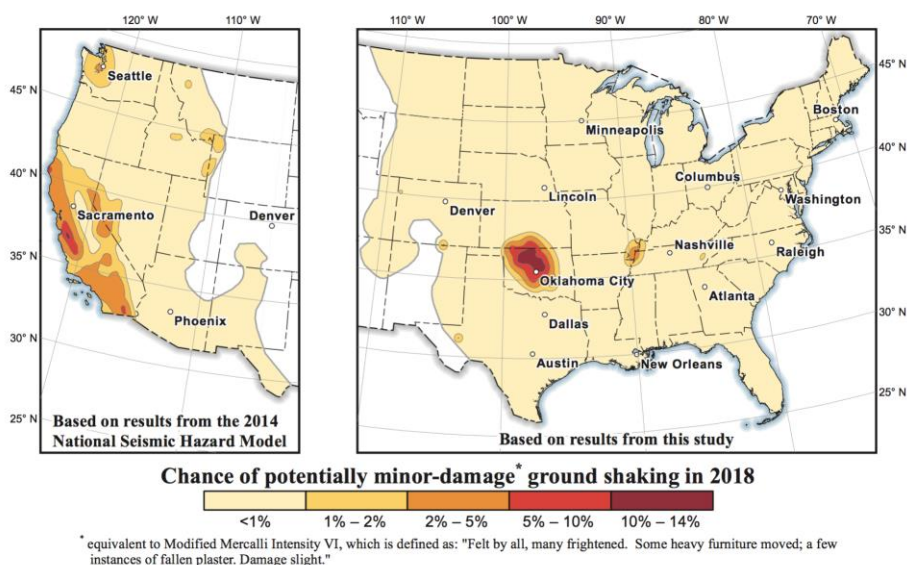 120° W
110° W
110°
100° W
90° W
80° W
70° W
45° N
40° N
35° N
30° N
25° N
Seattle
Sacramento
Denver
Phoenix
Based on results from the 2014
National Seismic Hazard Model
45° N
40° N
35° N
30° N
25° N
Boston
Minneapolis
Columbus
Washington
Lincoln
Denver
Nashville
Raleigh
Oklahoma City
Atlanta
Dallas
Austin
New Orleans
Based on results from this study
Chance of potentially minor-damage* ground shaking in 2018
<1% 1% – 2% 2% – 5% 5% – 10% 10% – 14%
* equivalent to Modified Mercalli Intensity VI, which is defined as: "Felt by all, many frightened. Some heavy furniture moved; a few
instances of fallen plaster. Damage slight."